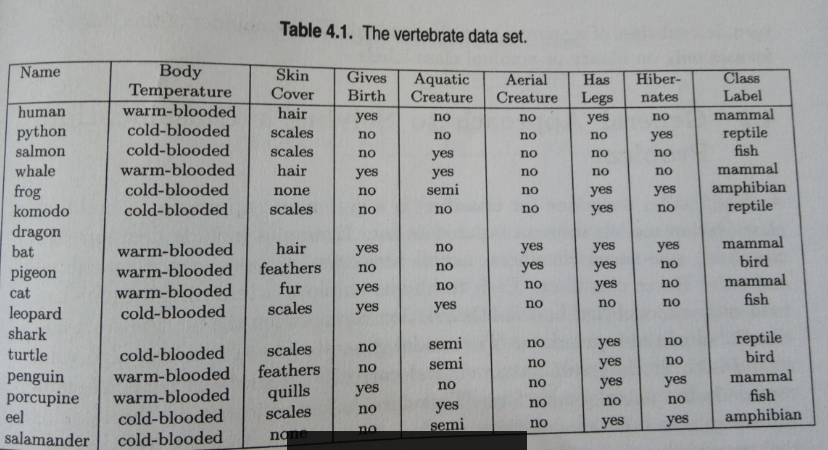 Table 4.1. The vertebrate data set.
Name Body Temperature Skin Cover Gives Birth Aquatic Creature Aerial Creature Has Legs Hiber-nates Class Label
human warm-blooded hair yes no no yes no mammal
python cold-blooded scales no no no no yes reptile
salmon cold-blooded scales no yes no no no fish
whale warm-blooded hair yes yes no no no mammal
frog cold-blooded none no semi no yes yes amphibian
komodo cold-blooded scales no no no yes no reptile
dragon
bat warm-blooded hair yes no yes yes yes mammal
pigeon warm-blooded feathers no no yes yes no bird
cat warm-blooded fur yes no no yes no mammal
leopard cold-blooded scales yes yes no no no fish
shark
turtle cold-blooded scales no semi no yes no reptile
penguin warm-blooded feathers no semi no yes no bird
porcupine warm-blooded quills yes no no yes yes mammal
eel cold-blooded scales no yes no no no fish
salamander cold-blooded none no semi no yes yes amphibian